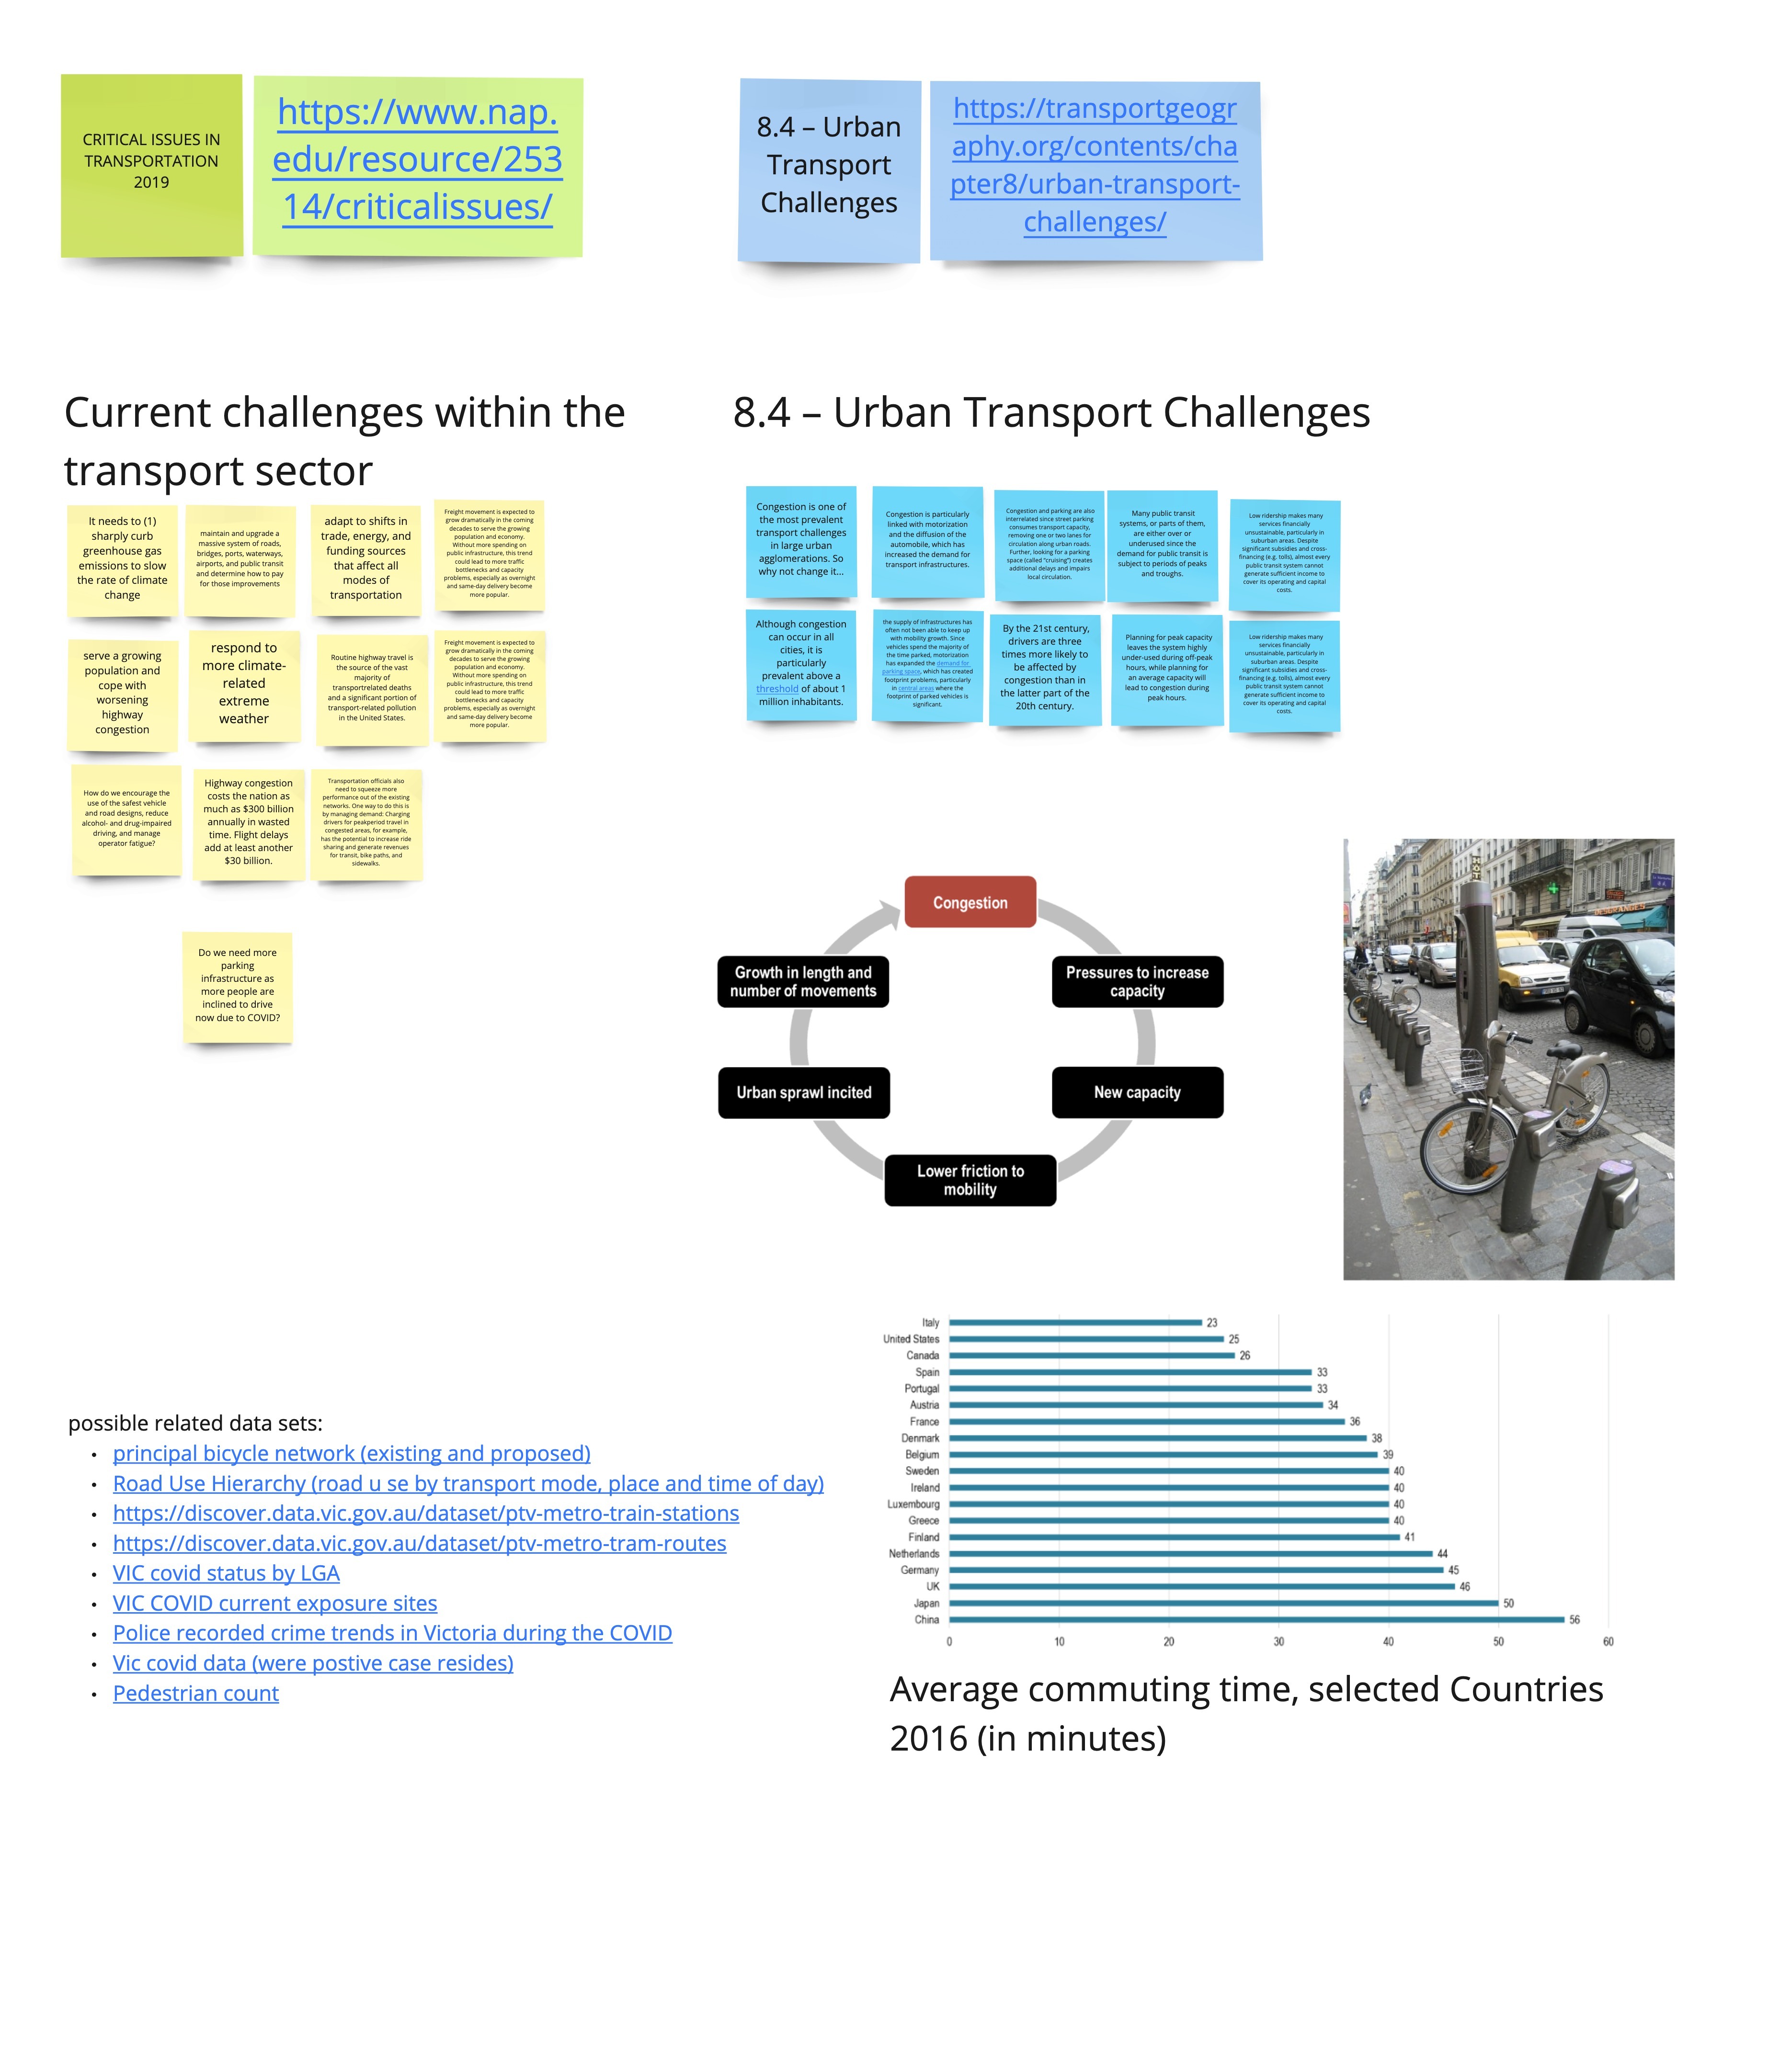 CRITICAL ISSUES IN
TRANSPORTATION
2019
https://www.nap.
edu/resource/253
14/criticalissues/
8.4 – Urban
Transport
Challenges
https://transportgeogr
aphy.org/contents/cha
pter8/urban-transport-
challenges/
Current challenges within the
transport sector
It needs to (1)
sharply curb
greenhouse gas
emissions to slow
the rate of climate
change
maintain and upgrade a
massive system of roads,
bridges, ports, waterways,
airports, and public transit
and determine how to pay
for those improvements
adapt to shifts in
trade, energy, and
funding sources
that affect all
modes of
transportation
Freight movement is expected to
grow dramatically in the coming
decades to serve the growing
population and economy.
Without more spending on
public infrastructure, this trend
could lead to more traffic
bottlenecks and capacity
problems, especially as overnight
and same-day delivery become
more popular.
serve a growing
population and
cope with
worsening
highway
congestion
respond to
more climate-
related
extreme
weather
Routine highway travel is
the source of the vast
majority of
transportrelated deaths
and a significant portion of
transport-related pollution
in the United States.
Freight movement is expected to
grow dramatically in the coming
decades to serve the growing
population and economy.
Without more spending on
public infrastructure, this trend
could lead to more traffic
bottlenecks and capacity
problems, especially as overnight
and same-day delivery become
more popular.
How do we encourage the
use of the safest vehicle
and road designs, reduce
alcohol- and drug-impaired
driving, and manage
operator fatigue?
Highway congestion
costs the nation as
much as $300 billion
annually in wasted
time. Flight delays
add at least another
$30 billion.
Transportation officials also
need to squeeze more
performance out of the existing
networks. One way to do this is
by managing demand: Charging
drivers for peakperiod travel in
congested areas, for example,
has the potential to increase ride
sharing and generate revenues
for transit, bike paths, and
sidewalks.
Do we need more
parking
infrastructure as
more people are
inclined to drive
now due to COVID?
8.4 – Urban Transport Challenges
Congestion is one of
the most prevalent
transport challenges
in large urban
agglomerations. So
why not change it...
Congestion is particularly
linked with motorization
and the diffusion of the
automobile, which has
increased the demand for
transport infrastructures.
Congestion and parking are also
interrelated since street parking
consumes transport capacity,
removing one or two lanes for
circulation along urban roads.
Further, looking for a parking
space (called "cruising") creates
additional delays and impairs
local circulation.
Many public transit
systems, or parts of them,
are either over or
underused since the
demand for public transit is
subject to periods of peaks
and troughs.
Low ridership makes many
services financially
unsustainable, particularly in
suburban areas. Despite
significant subsidies and cross-
financing (e.g. tolls), almost every
public transit system cannot
generate sufficient income to
cover its operating and capital
costs.
Although congestion
can occur in all
cities, it is
particularly
prevalent above a
threshold of about 1
million inhabitants.
the supply of infrastructures has
often not been able to keep up
with mobility growth. Since
vehicles spend the majority of
the time parked, motorization
has expanded the demand for
parking space, which has created
footprint problems, particularly
in central areas where the
footprint of parked vehicles is
significant.
By the 21st century,
drivers are three
times more likely to
be affected by
congestion than in
the latter part of the
20th century.
Planning for peak capacity
leaves the system highly
under-used during off-peak
hours, while planning for
an average capacity will
lead to congestion during
peak hours.
Low ridership makes many
services financially
unsustainable, particularly in
suburban areas. Despite
significant subsidies and cross-
financing (e.g. tolls), almost every
public transit system cannot
generate sufficient income to
cover its operating and capital
costs.
Congestion
Pressures to increase
capacity
New capacity
Lower friction to
mobility
Urban sprawl incited
Growth in length and
number of movements
HOTEL
DESGRANGES
possible related data sets:
• principal bicycle network (existing and proposed)
• Road Use Hierarchy (road u se by transport mode, place and time of day)
• https://discover.data.vic.gov.au/dataset/ptv-metro-train-stations
• https://discover.data.vic.gov.au/dataset/ptv-metro-tram-routes
• VIC covid status by LGA
• VIC COVID current exposure sites
• Police recorded crime trends in Victoria during the COVID
• Vic covid data (were postive case resides)
• Pedestrian count
Italy 23
United States 25
Canada 26
Spain 33
Portugal 33
Austria 34
France 36
Denmark 38
Belgium 39
Sweden 40
Ireland 40
Luxembourg 40
Greece 40
Finland 41
Netherlands 44
Germany 45
UK 46
Japan 50
China 56
0 10 20 30 40 50 60
Average commuting time, selected Countries
2016 (in minutes)